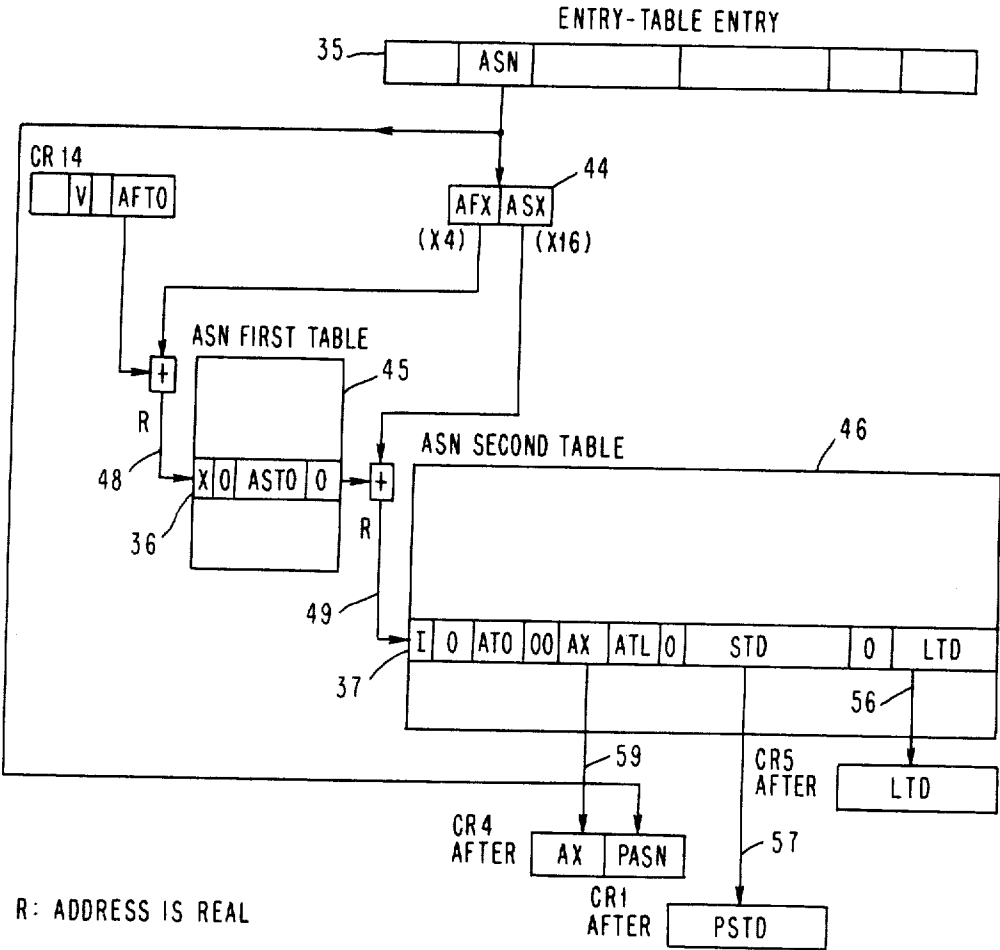 ENTRY-TABLE ENTRY
35
ASN
CR14
V AFTO
44
AFX ASX
(X4) (X16)
ASN FIRST TABLE
45
+
R
48
X 0 ASTO 0
36
+
R
49
ASN SECOND TABLE
46
I 0 ATO 00 AX ATL 0 STD 0 LTD
37
56
59
CR5
AFTER
LTD
CR4
AFTER
AX PASN
57
CR1
AFTER
PSTD
R: ADDRESS IS REAL